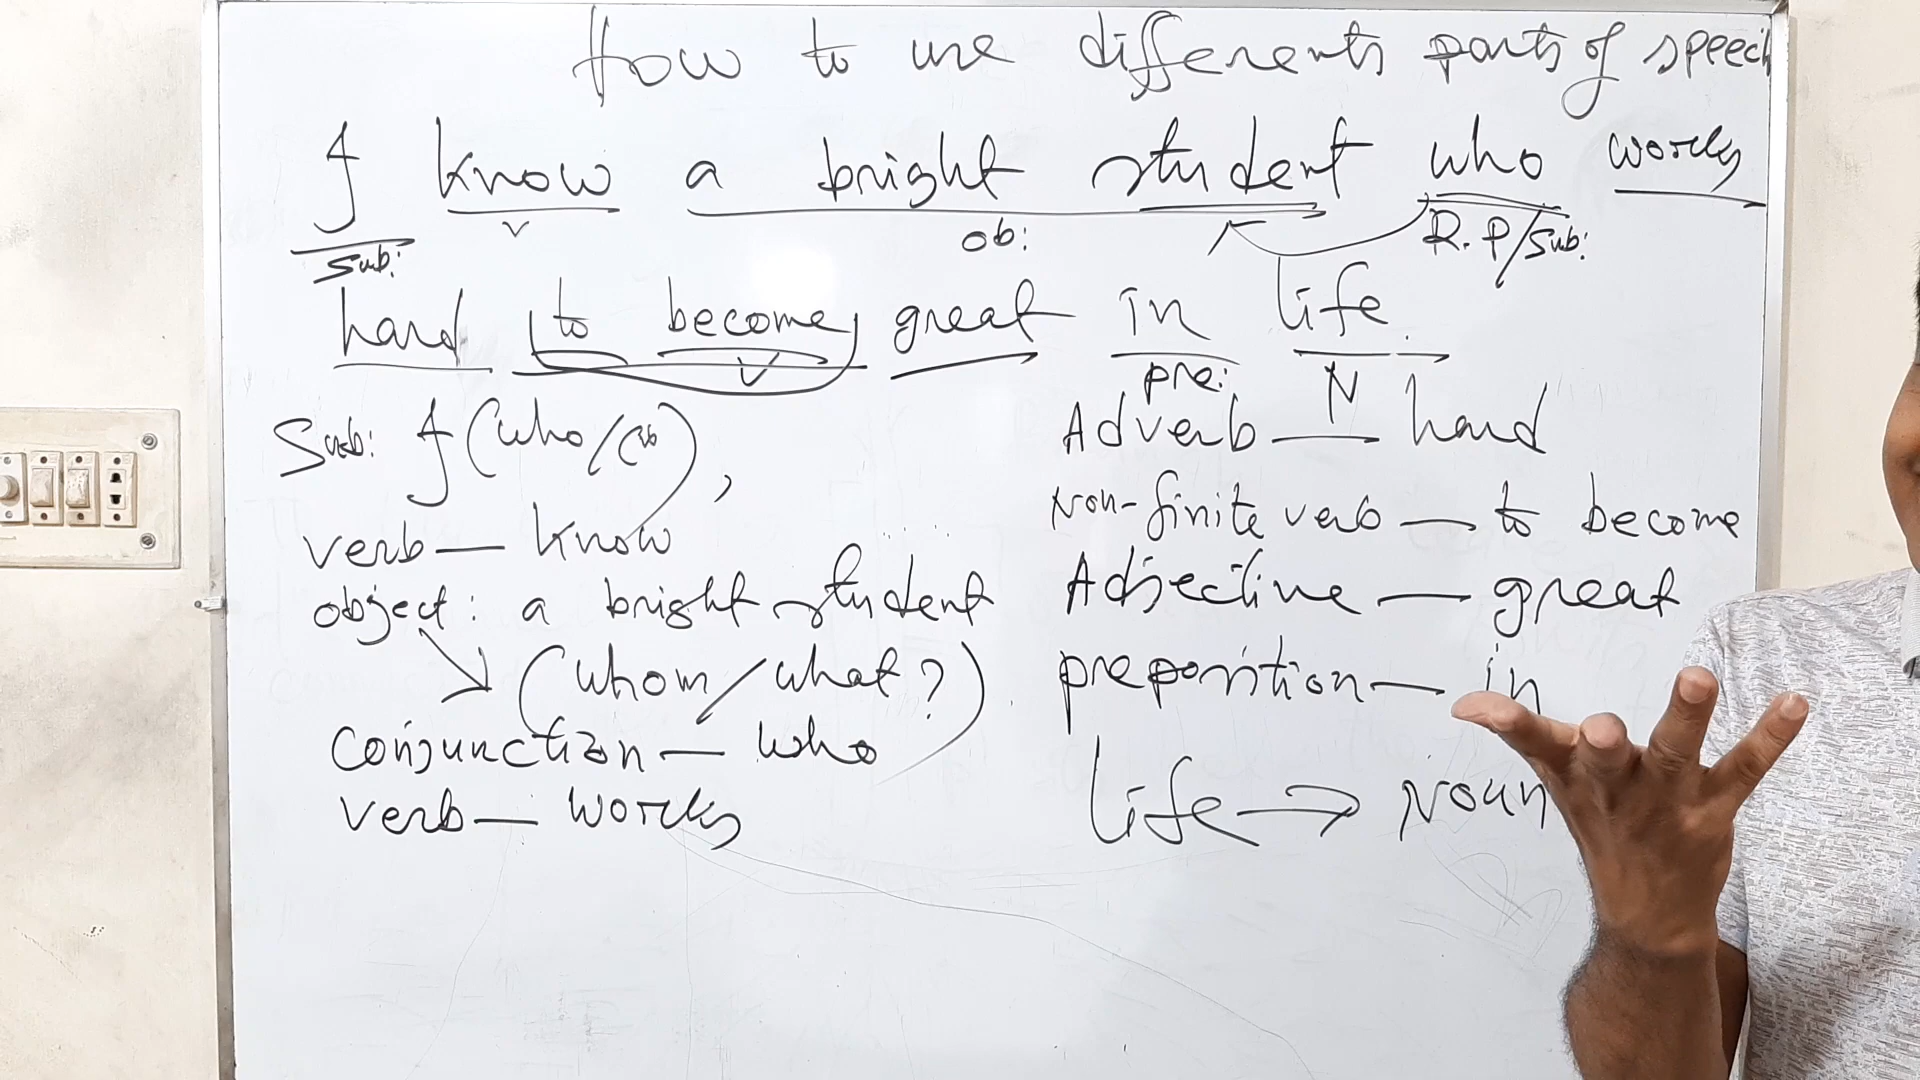 How to use differents parts of speech
I know a bright student who works
Sub: v ob: R.P/Sub:
hard to become great in life.
v pre: N
Sub: I (who/),
verb — know
object: a bright student
(whom/what?)
conjunction — who
verb — works
Adverb — hard
Non-finite verb — to become
Adjective — great
preposition — in
life → Noun